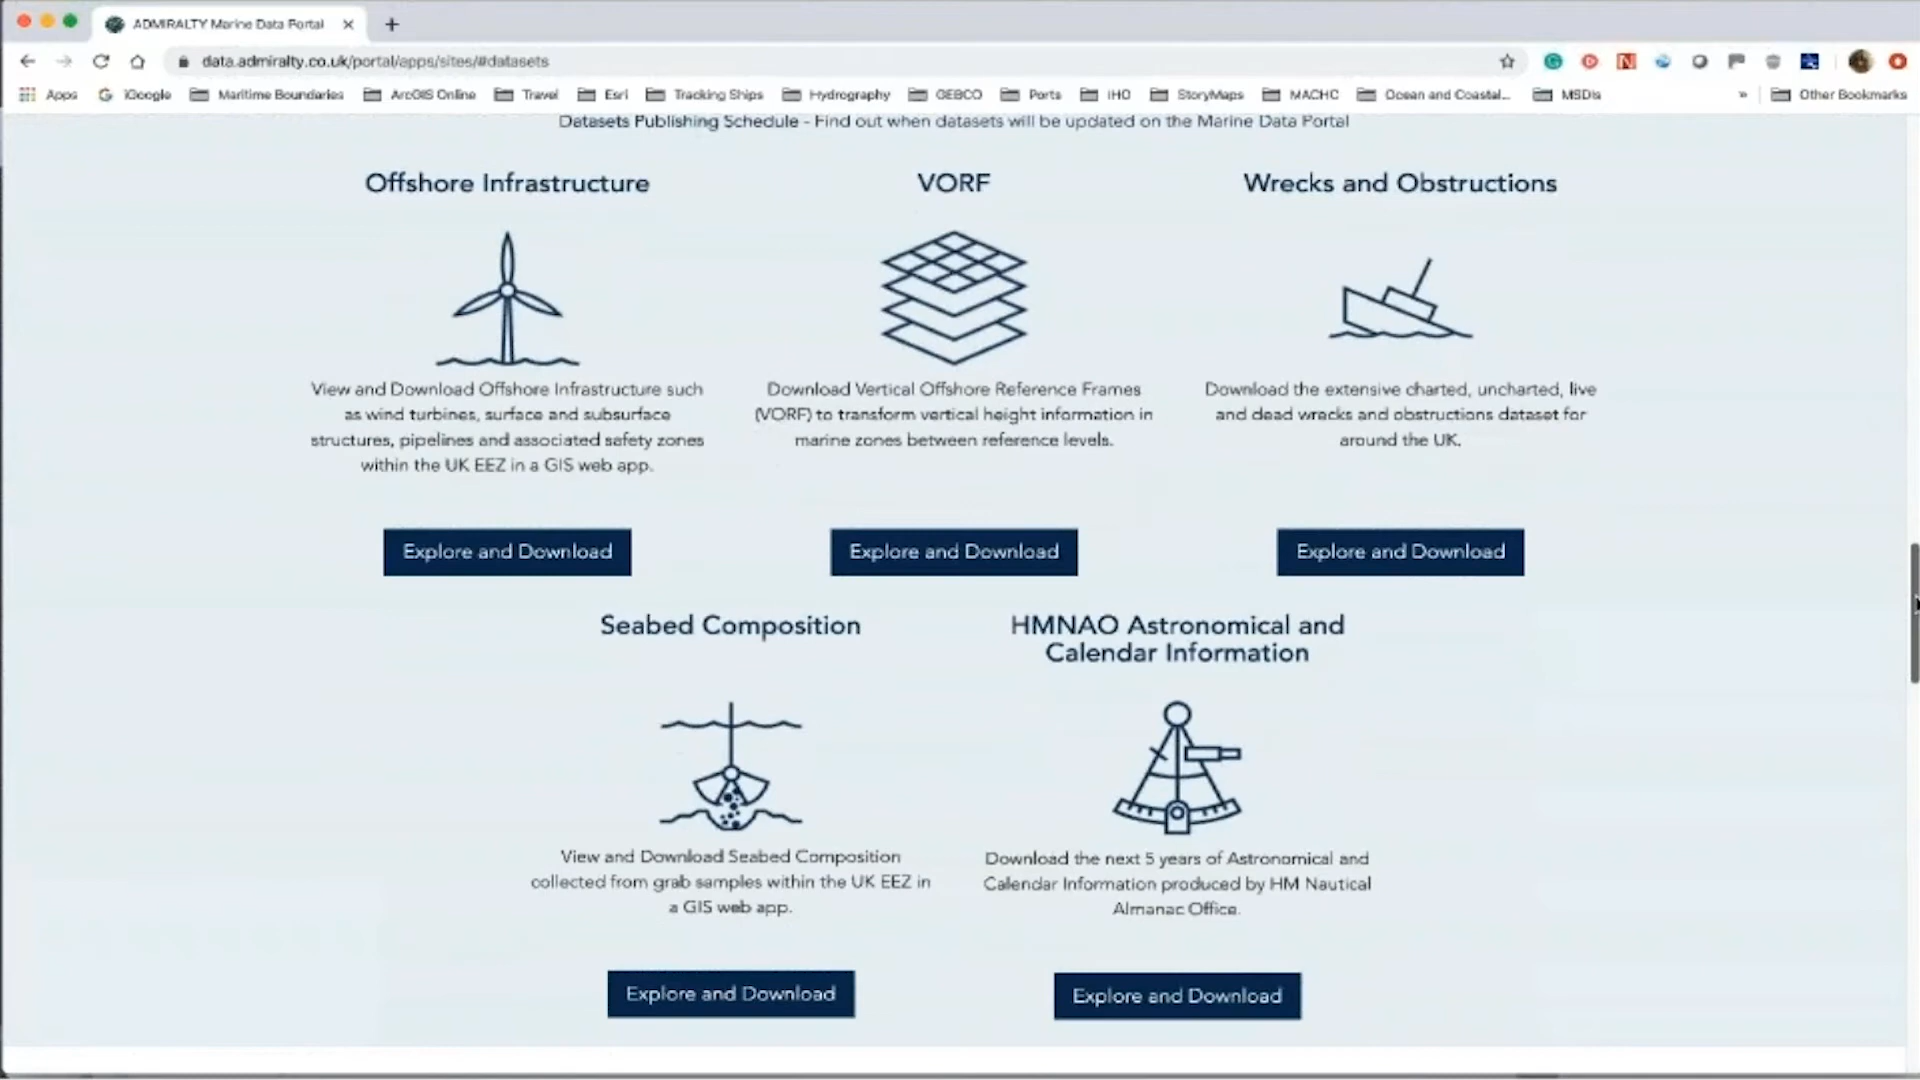 ADMIRALTY Marine Data Portal
data.admiralty.co.uk/portal/apps/sites/#datasets
Apps iGoogle Maritime Boundaries ArcGIS Online Travel Esri Tracking Ships Hydrography GEBCO Ports IHO StoryMaps MACHC Ocean and Coastal... MSDIs » Other Bookmarks
Datasets Publishing Schedule - Find out when datasets will be updated on the Marine Data Portal
Offshore Infrastructure
View and Download Offshore Infrastructure such
as wind turbines, surface and subsurface
structures, pipelines and associated safety zones
within the UK EEZ in a GIS web app.
Explore and Download
VORF
Download Vertical Offshore Reference Frames
(VORF) to transform vertical height information in
marine zones between reference levels.
Explore and Download
Wrecks and Obstructions
Download the extensive charted, uncharted, live
and dead wrecks and obstructions dataset for
around the UK.
Explore and Download
Seabed Composition
View and Download Seabed Composition
collected from grab samples within the UK EEZ in
a GIS web app.
Explore and Download
HMNAO Astronomical and
Calendar Information
Download the next 5 years of Astronomical and
Calendar Information produced by HM Nautical
Almanac Office.
Explore and Download